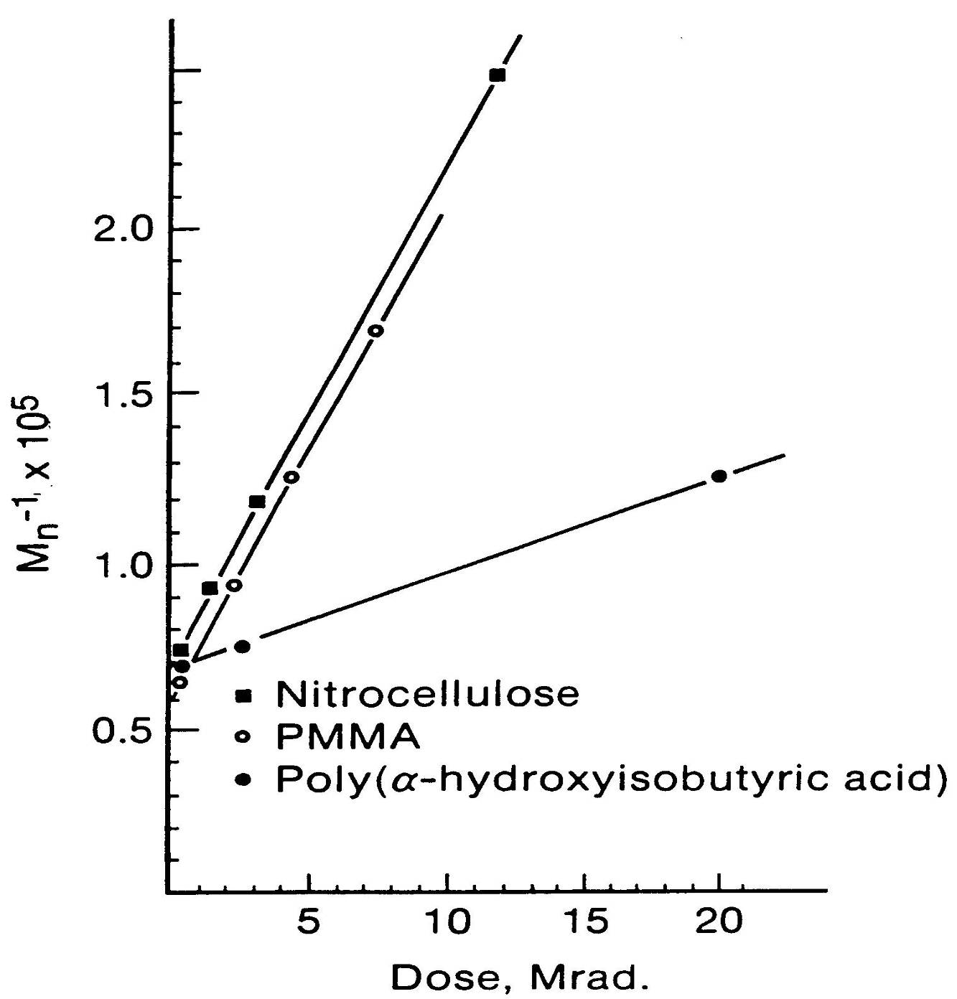 2.0
1.5
1.0
0.5
Mn⁻¹, x 10⁵
Nitrocellulose
PMMA
Poly(α-hydroxyisobutyric acid)
5 10 15 20
Dose, Mrad.